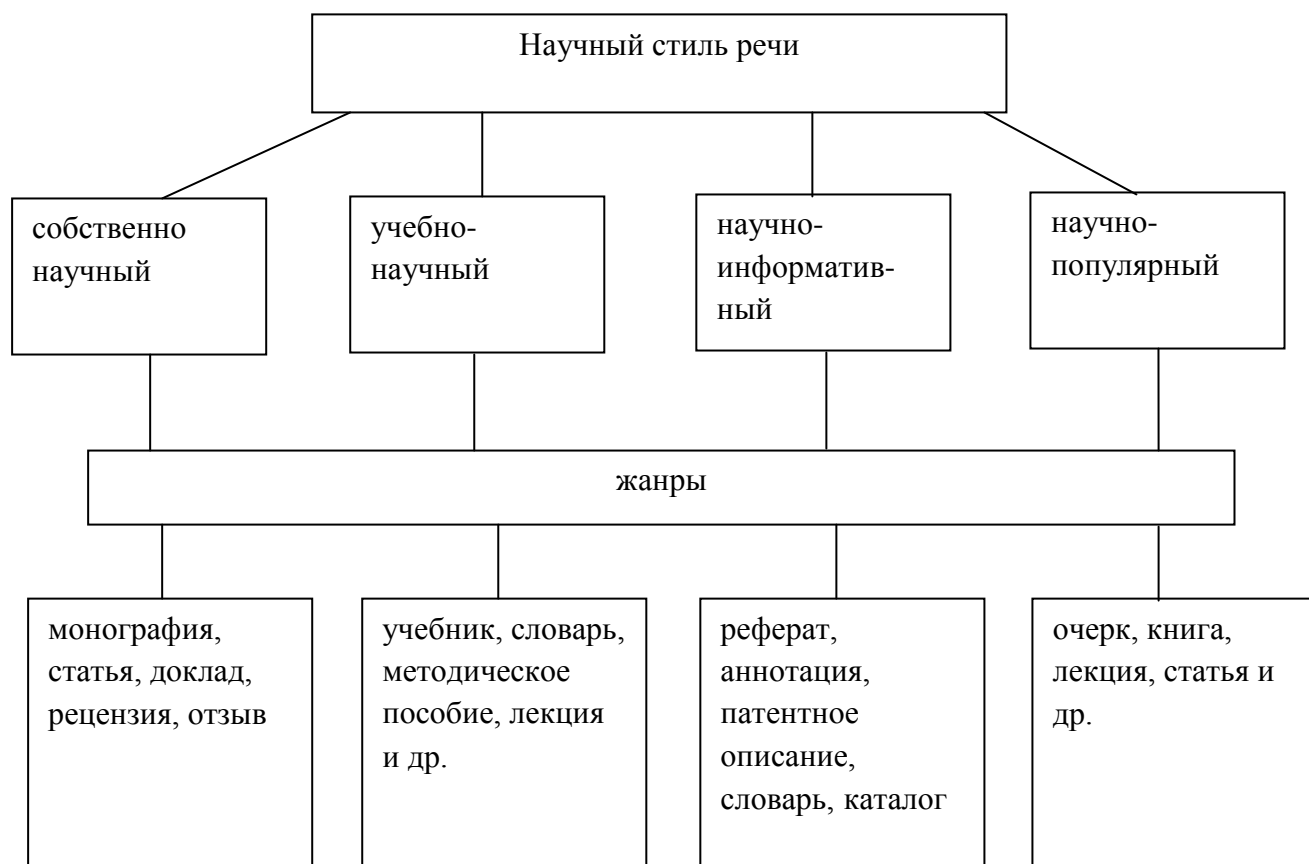 Научный стиль речи
собственно
научный
учебно-
научный
научно-
информатив-
ный
научно-
популярный
жанры
монография,
статья, доклад,
рецензия, отзыв
учебник, словарь,
методическое
пособие, лекция
и др.
реферат,
аннотация,
патентное
описание,
словарь, каталог
очерк, книга,
лекция, статья и
др.